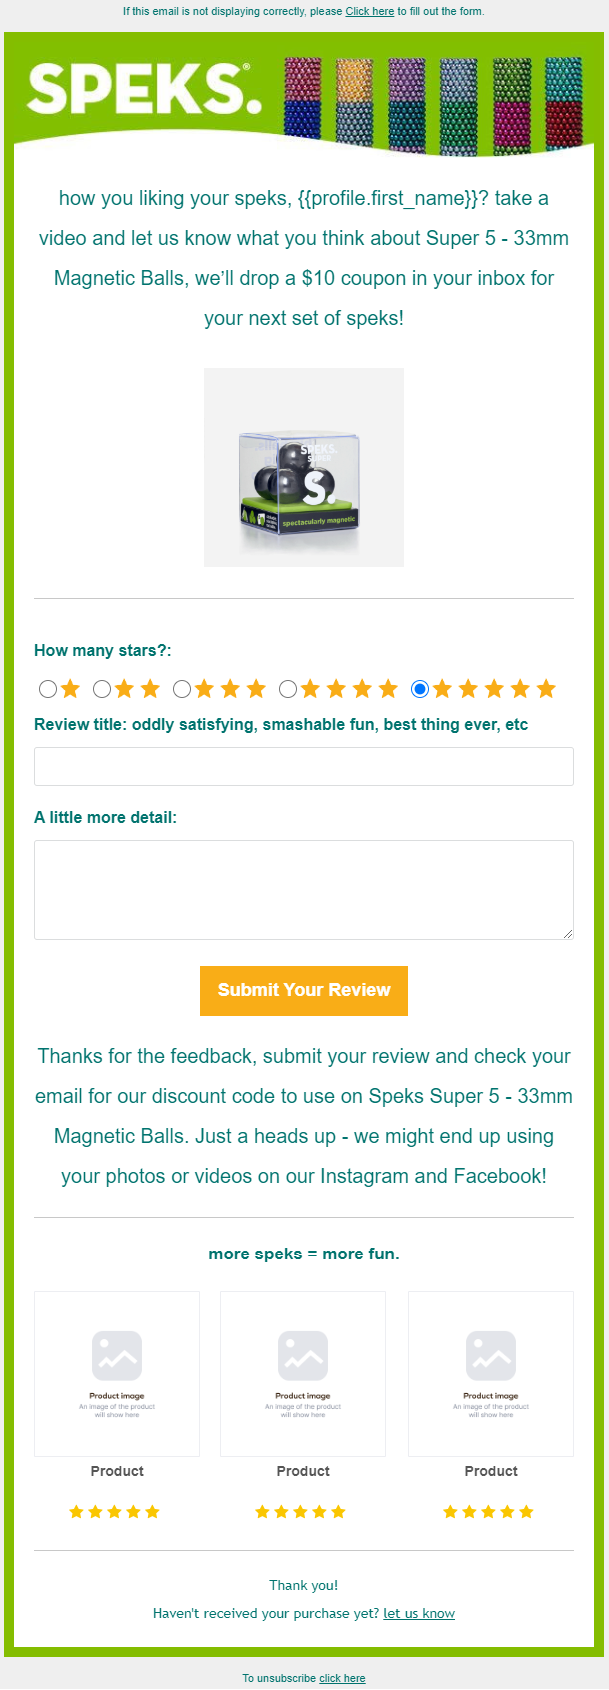 If this email is not displaying correctly, please Click here to fill out the form.
SPEKS.®
how you liking your speks, {{profile.first_name}}? take a
video and let us know what you think about Super 5 - 33mm
Magnetic Balls, we’ll drop a $10 coupon in your inbox for
your next set of speks!
SPEKS.
SUPER
S.
spectacularly magnetic
How many stars?:
Review title: oddly satisfying, smashable fun, best thing ever, etc
A little more detail:
Submit Your Review
Thanks for the feedback, submit your review and check your
email for our discount code to use on Speks Super 5 - 33mm
Magnetic Balls. Just a heads up - we might end up using
your photos or videos on our Instagram and Facebook!
more speks = more fun.
Product image
An image of the product
will show here
Product
Product image
An image of the product
will show here
Product
Product image
An image of the product
will show here
Product
Thank you!
Haven't received your purchase yet? let us know
To unsubscribe click here